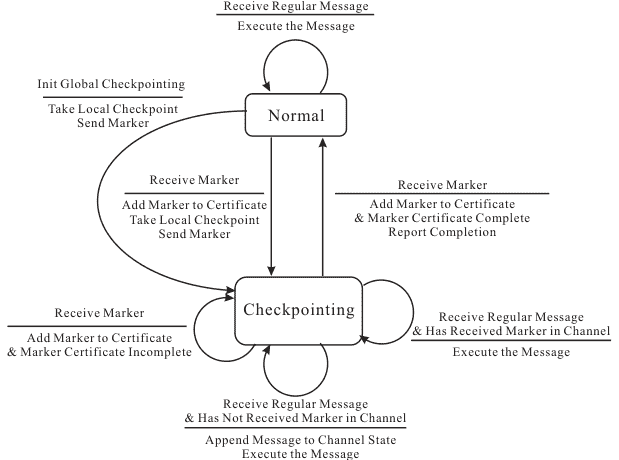 Receive Regular Message
Execute the Message
Init Global Checkpointing
Take Local Checkpoint
Send Marker
Normal
Receive Marker
Add Marker to Certificate
Take Local Checkpoint
Send Marker
Receive Marker
Add Marker to Certificate
& Marker Certificate Complete
Report Completion
Checkpointing
Receive Marker
Add Marker to Certificate
& Marker Certificate Incomplete
Receive Regular Message
& Has Received Marker in Channel
Execute the Message
Receive Regular Message
& Has Not Received Marker in Channel
Append Message to Channel State
Execute the Message